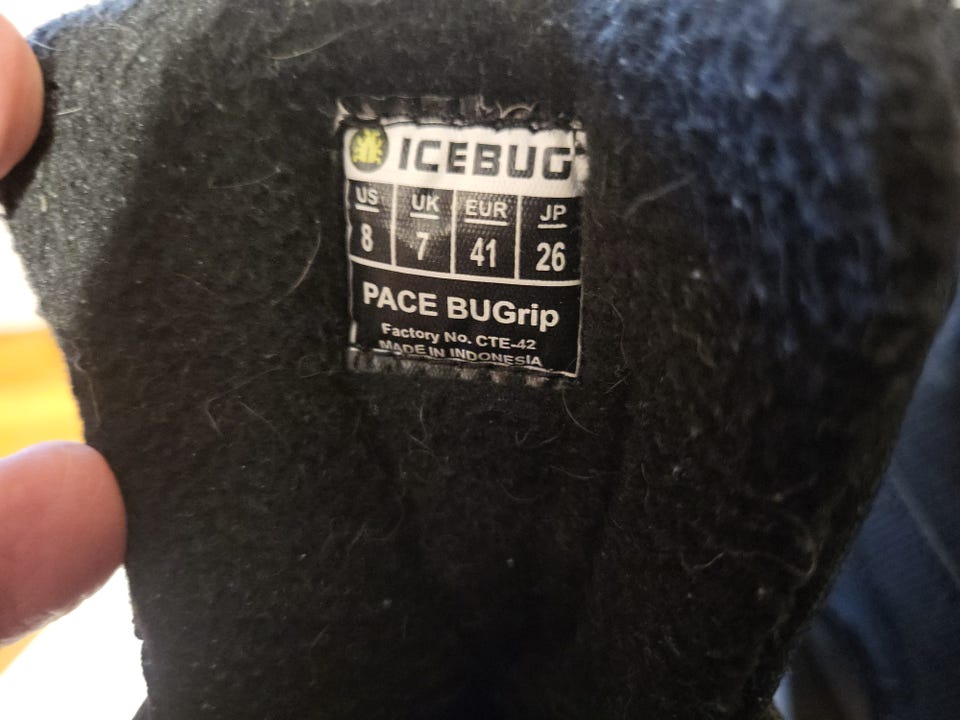 ICEBUG
US UK EUR JP
8 7 41 26
PACE BUGrip
Factory No. CTE-42
MADE IN INDONESIA